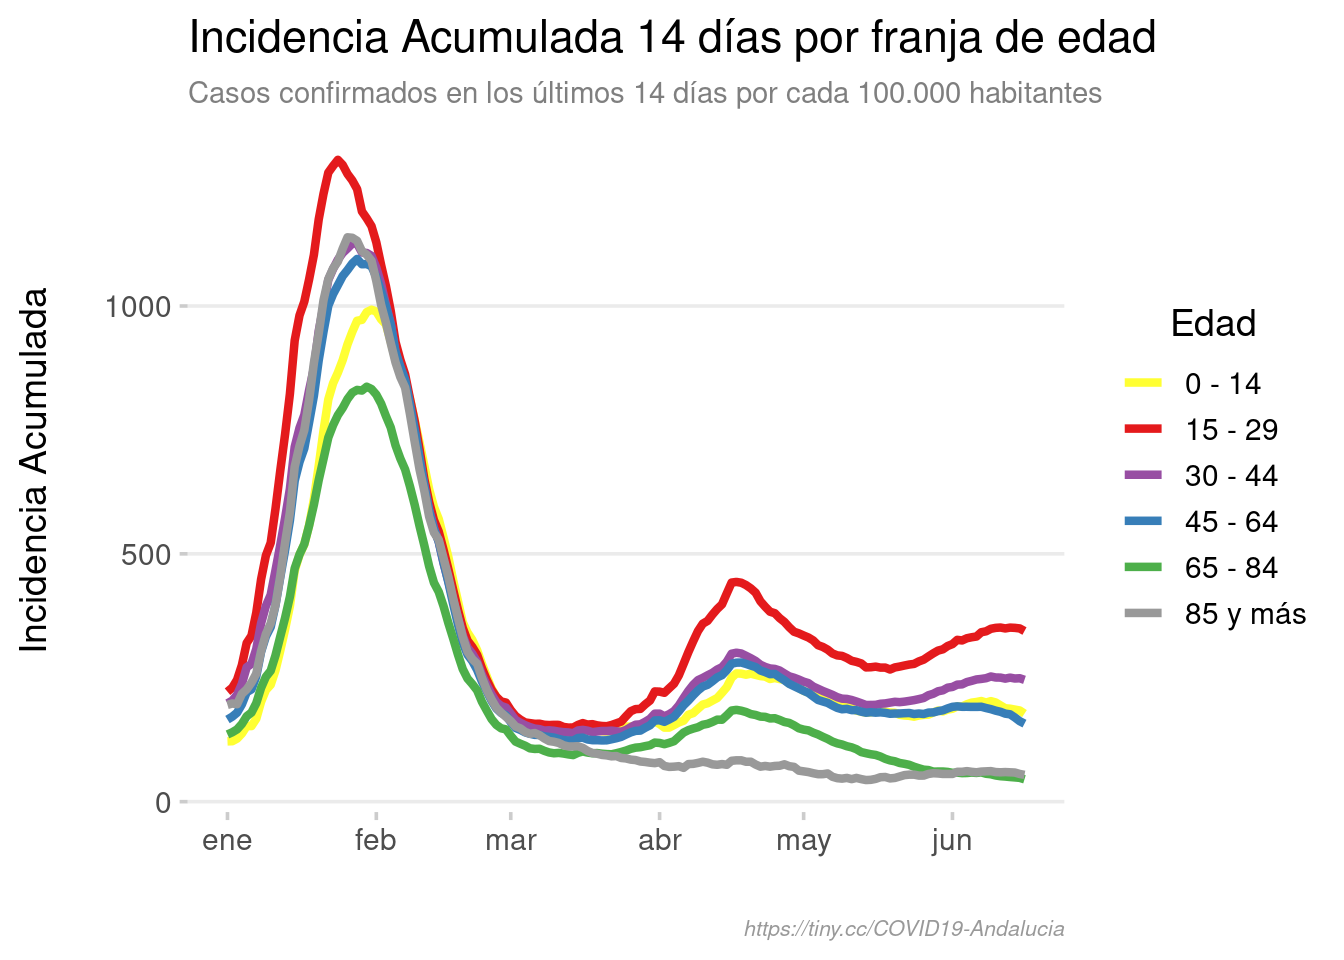 Incidencia Acumulada 14 días por franja de edad
Casos confirmados en los últimos 14 días por cada 100.000 habitantes
Incidencia Acumulada
1000
500
0
ene
feb
mar
abr
may
jun
Edad
0 - 14
15 - 29
30 - 44
45 - 64
65 - 84
85 y más
https://tiny.cc/COVID19-Andalucia